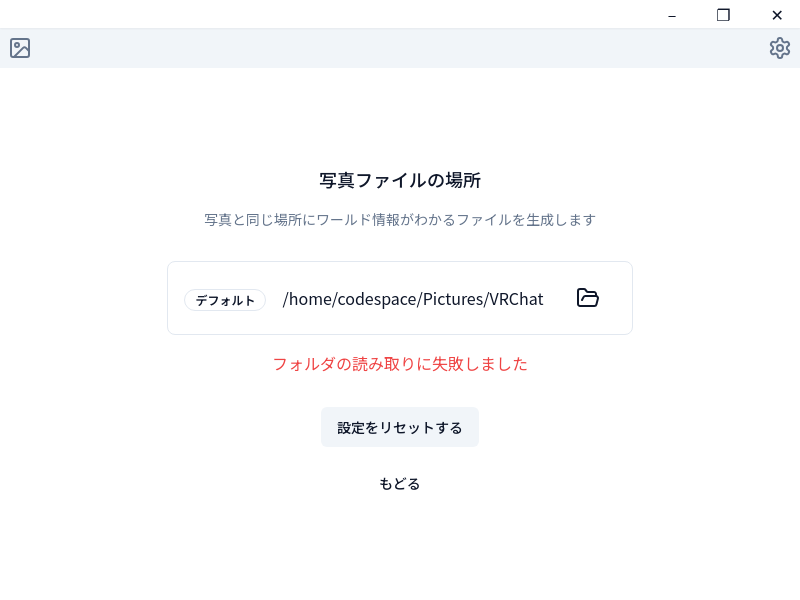 写真ファイルの場所
写真と同じ場所にワールド情報がわかるファイルを生成します
デフォルト /home/codespace/Pictures/VRChat
フォルダの読み取りに失敗しました
設定をリセットする
もどる